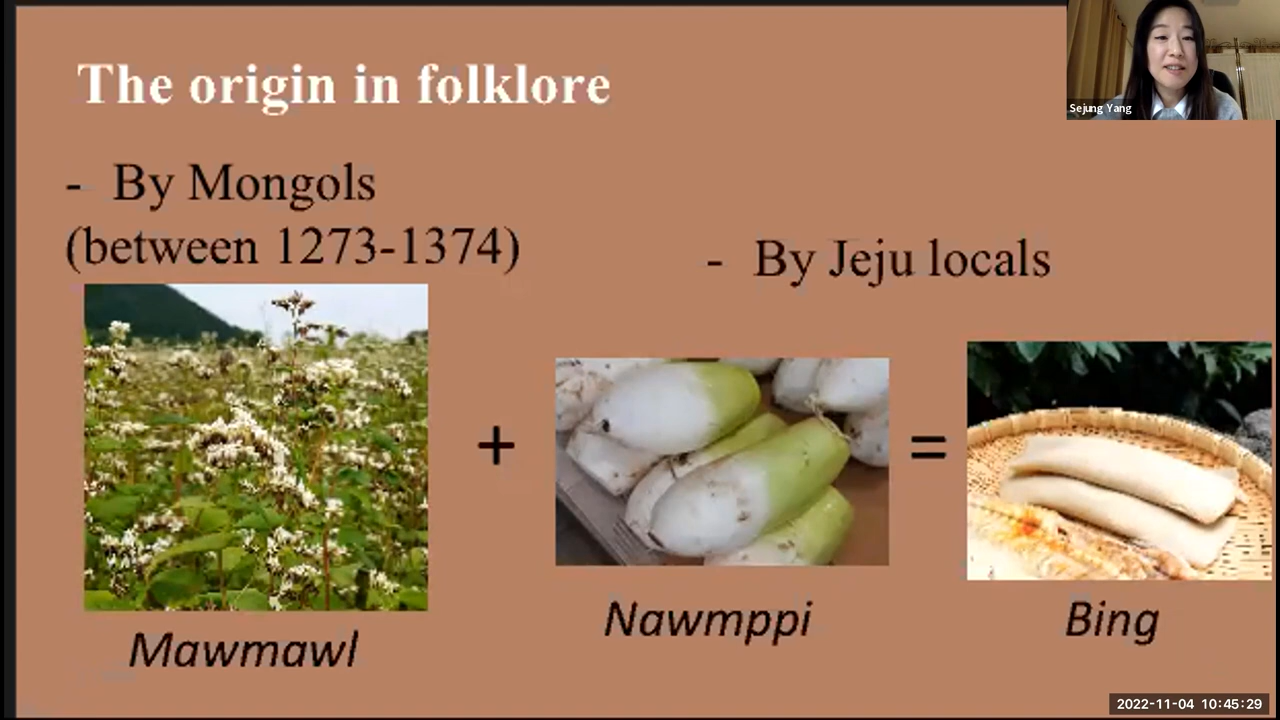 The origin in folklore
Sejung Yang
- By Mongols
(between 1273-1374)
- By Jeju locals
+
=
Mawmawl
Nawmppi
Bing
2022-11-04 10:45:29